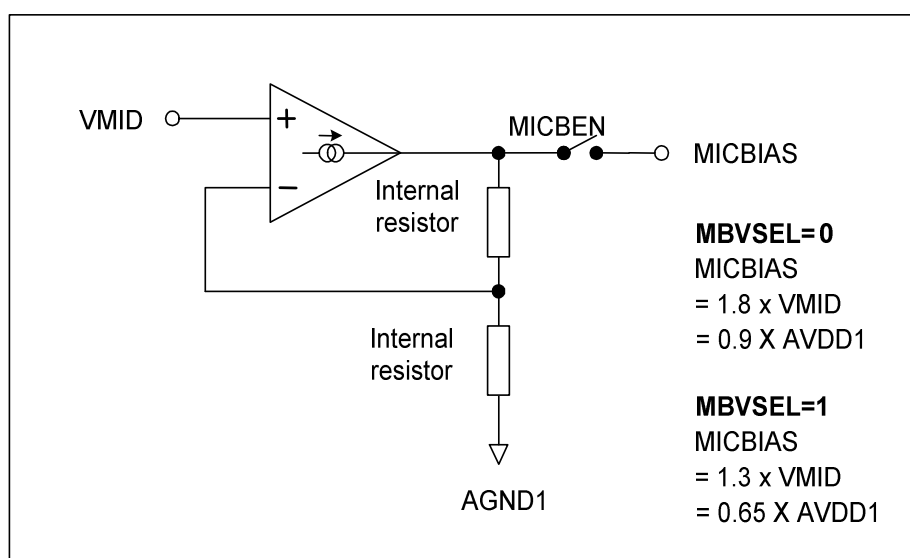 VMID
+
−
MICBEN
MICBIAS
Internal
resistor
Internal
resistor
AGND1
MBVSEL=0
MICBIAS
= 1.8 x VMID
= 0.9 X AVDD1
MBVSEL=1
MICBIAS
= 1.3 x VMID
= 0.65 X AVDD1